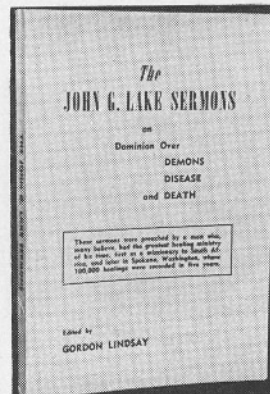 The
JOHN G. LAKE SERMONS
on
Dominion Over
DEMONS
DISEASE
and DEATH
These sermons were preached by a man who,
many believe, had the greatest healing ministry
of his time, first as a missionary to South Af-
rica, and later in Spokane, Washington, where
100,000 healings were recorded in five years.
Edited by
GORDON LINDSAY